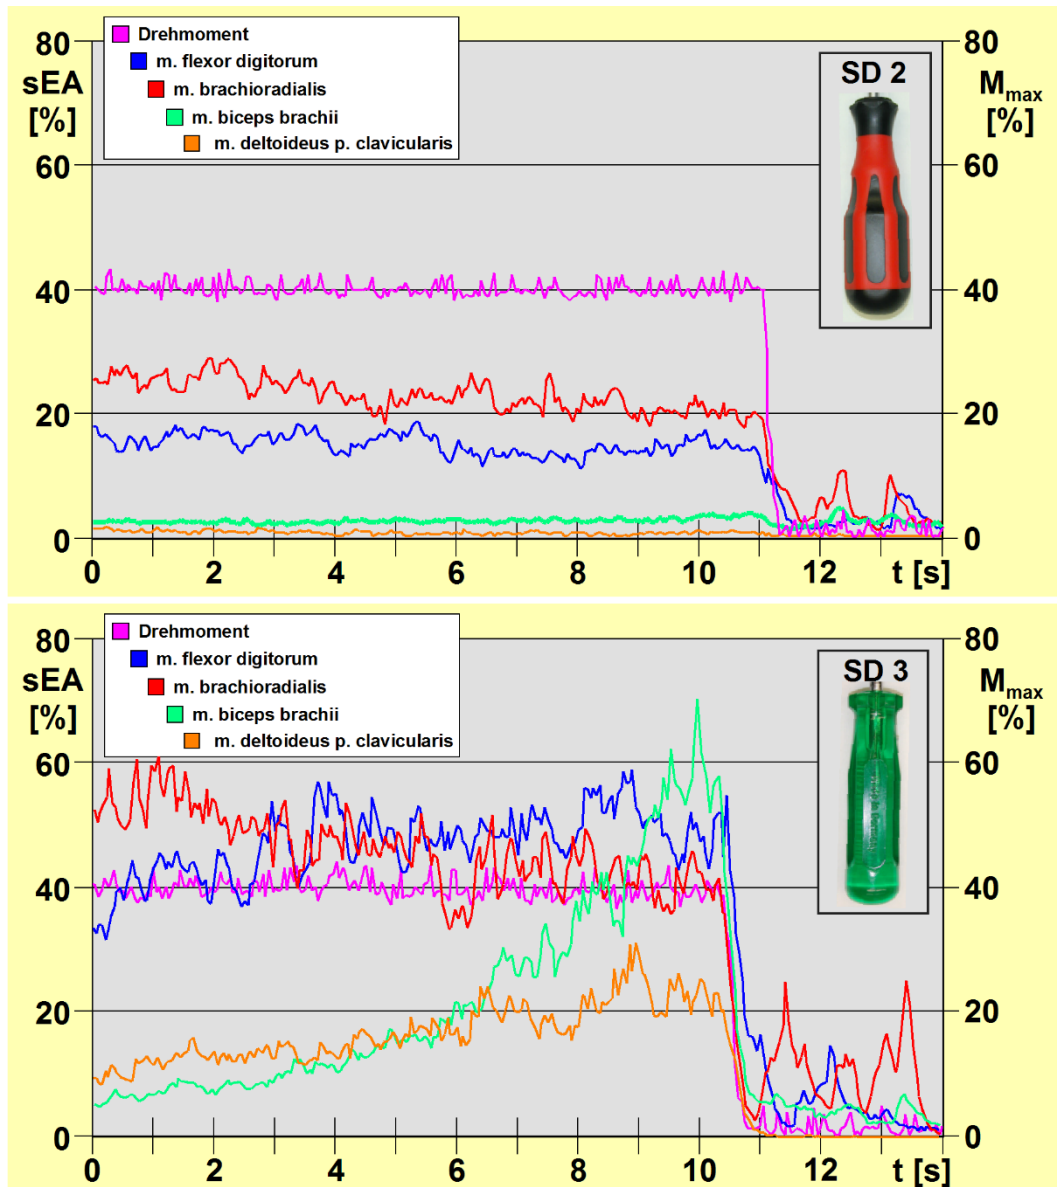 Drehmoment
m. flexor digitorum
m. brachioradialis
m. biceps brachii
m. deltoideus p. clavicularis
80
sEA
[%]
60
40
20
0
80
M max
[%]
60
40
20
0
SD 2
0 2 4 6 8 10 12 t [s]
Drehmoment
m. flexor digitorum
m. brachioradialis
m. biceps brachii
m. deltoideus p. clavicularis
80
sEA
[%]
60
40
20
0
80
M max
[%]
60
40
20
0
SD 3
0 2 4 6 8 10 12 t [s]